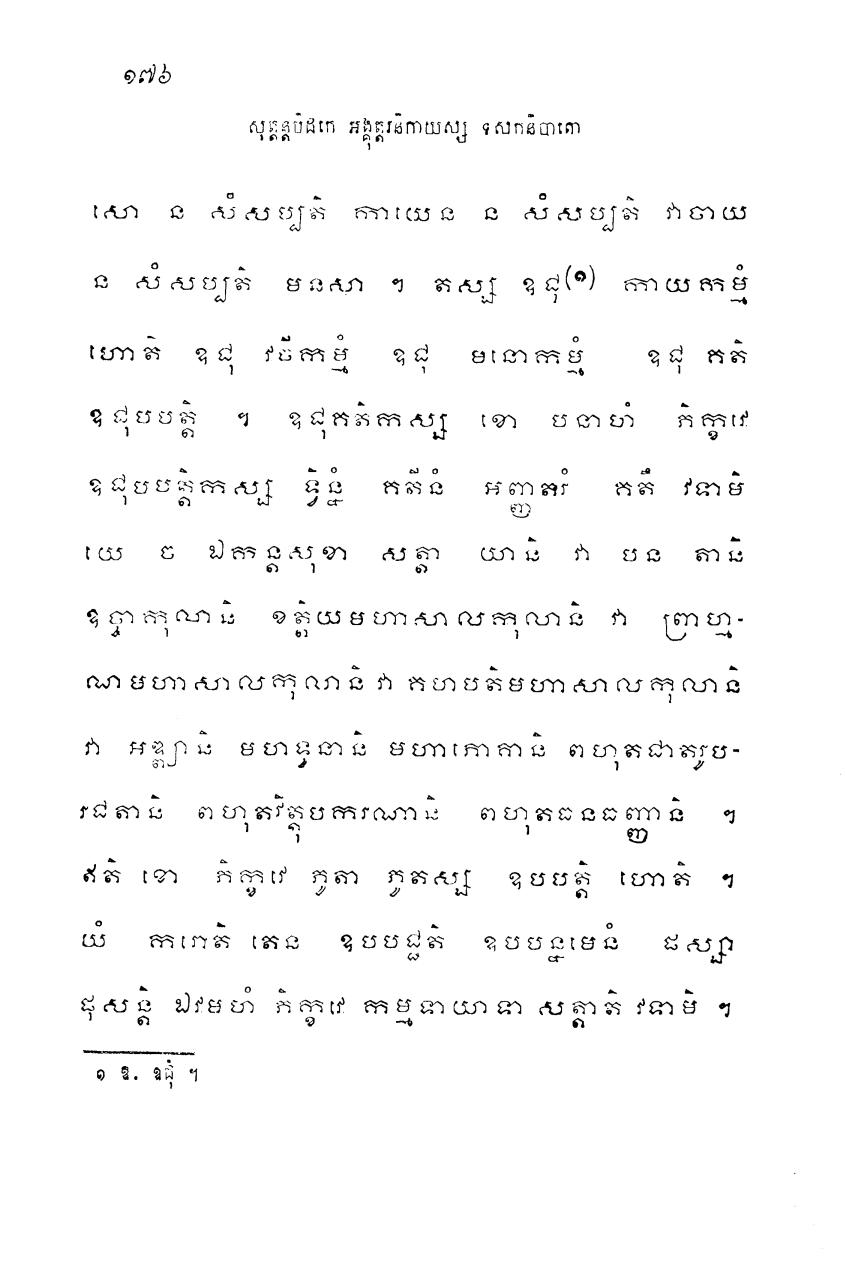 ១៧៦
សុត្តន្តបិដកេ អង្គុត្តរនិកាយស្ស ទសកនិបាតោ
សោ ន សំសប្បតិ កាយេន ន សំសប្បតិ វាចាយ
ន សំសប្បតិ មនសា ។ តស្ស ឧជុ(១) កាយកម្មំ
ហោតិ ឧជុ វចីកម្មំ ឧជុ មនោកម្មំ ឧជុ គតិ
ឧជុបបត្តិ ។ ឧជុគតិកស្ស ខោ បនាហំ ភិក្ខវេ
ឧជុបបត្តិកស្ស ទ្វិន្នំ គតីនំ អញ្ញតរំ គតឹ វទាមិ
យេ ច ឯកន្តសុខា សត្តា យានិ វា បន តានិ
ឧច្ចាកុលានិ ខត្តិយមហាសាលកុលានិ វា ព្រាហ្ម-
ណមហាសាលកុលានិ វា គហបតិមហាសាលកុលានិ
វា អឌ្ឍានិ មហទ្ធនានិ មហាភោគានិ ពហុតជាតរូប-
រជតានិ ពហុតវិត្តុបករណានិ ពហុតធនធញ្ញានិ ។
ឥតិ ខោ ភិក្ខវេ ភូតា ភូតស្ស ឧបបត្តិ ហោតិ ។
យំ ករោតិ តេន ឧបបជ្ជតិ ឧបបន្នមេនំ ផស្សា
ផុសន្តិ ឯវមហំ ភិក្ខវេ កម្មទាយាទា សត្តាតិ វទាមិ ។
១ ឱ. ឧជុំ ។